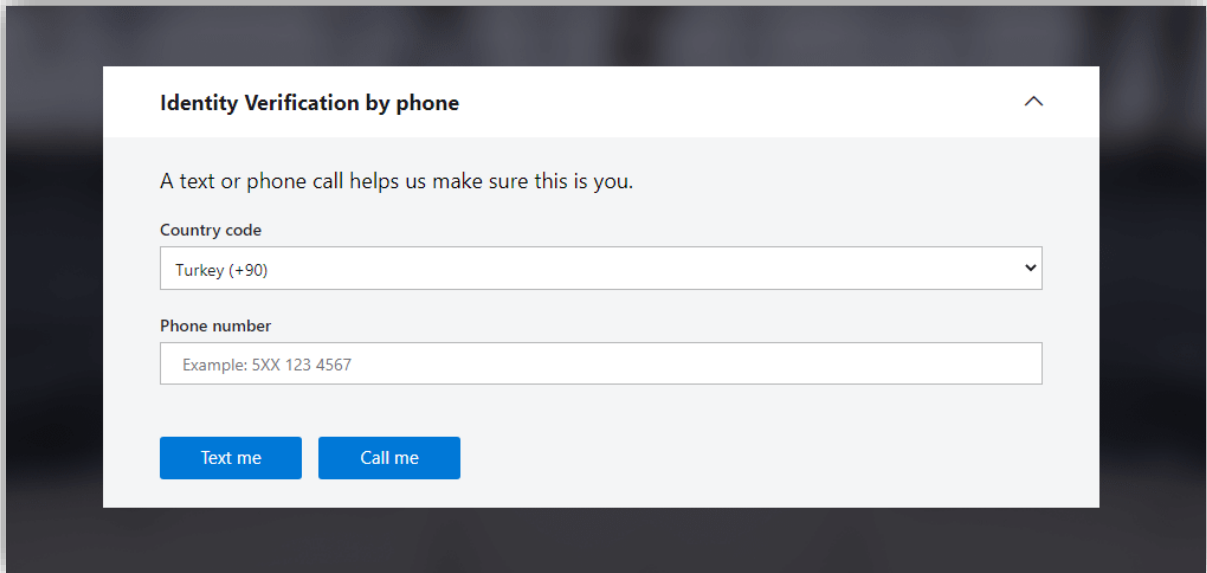 Identity Verification by phone
A text or phone call helps us make sure this is you.
Country code
Turkey (+90)
Phone number
Example: 5XX 123 4567
Text me
Call me